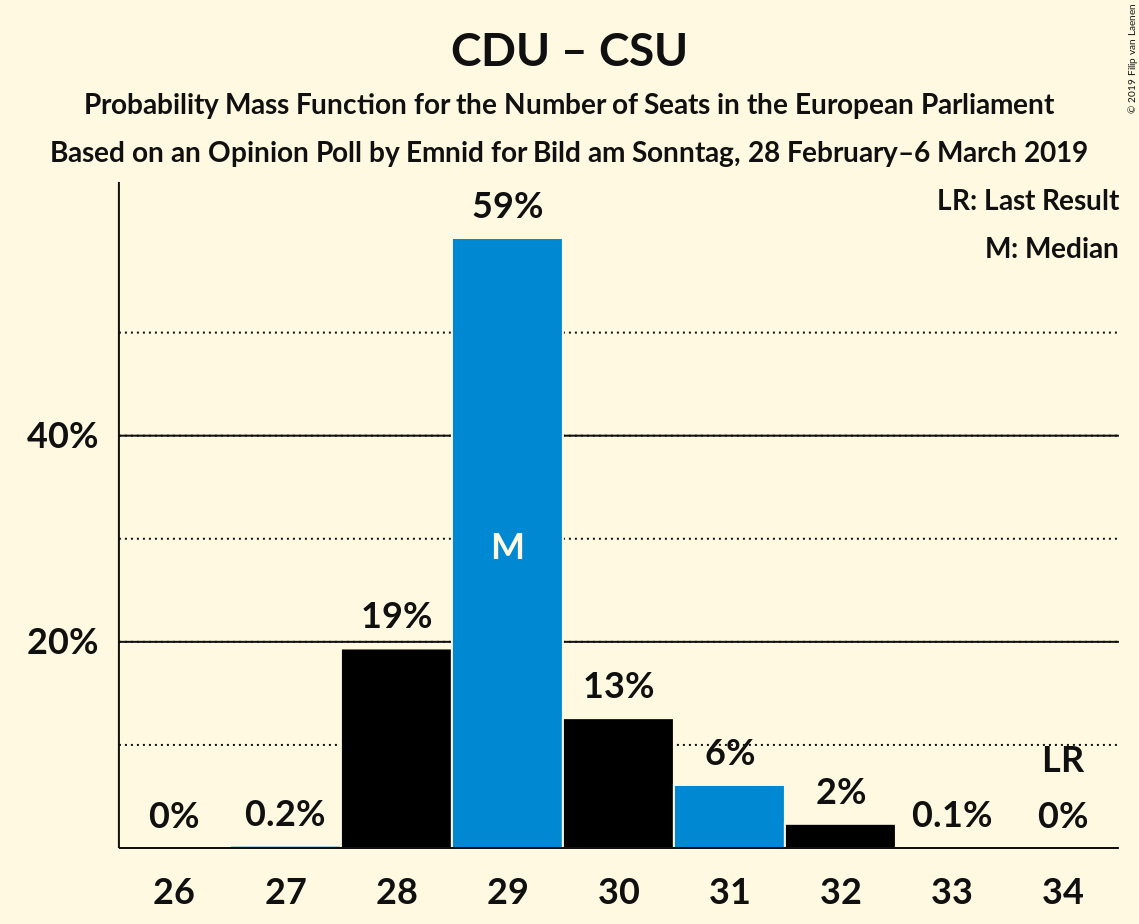 CDU – CSU
Probability Mass Function for the Number of Seats in the European Parliament
Based on an Opinion Poll by Emnid for Bild am Sonntag, 28 February–6 March 2019
© 2019 Filip van Laenen
LR: Last Result
M: Median
59%
40%
M
19%
20%
13%
6%
LR
2%
0%
0.2%
0.1%
0%
26 27 28 29 30 31 32 33 34